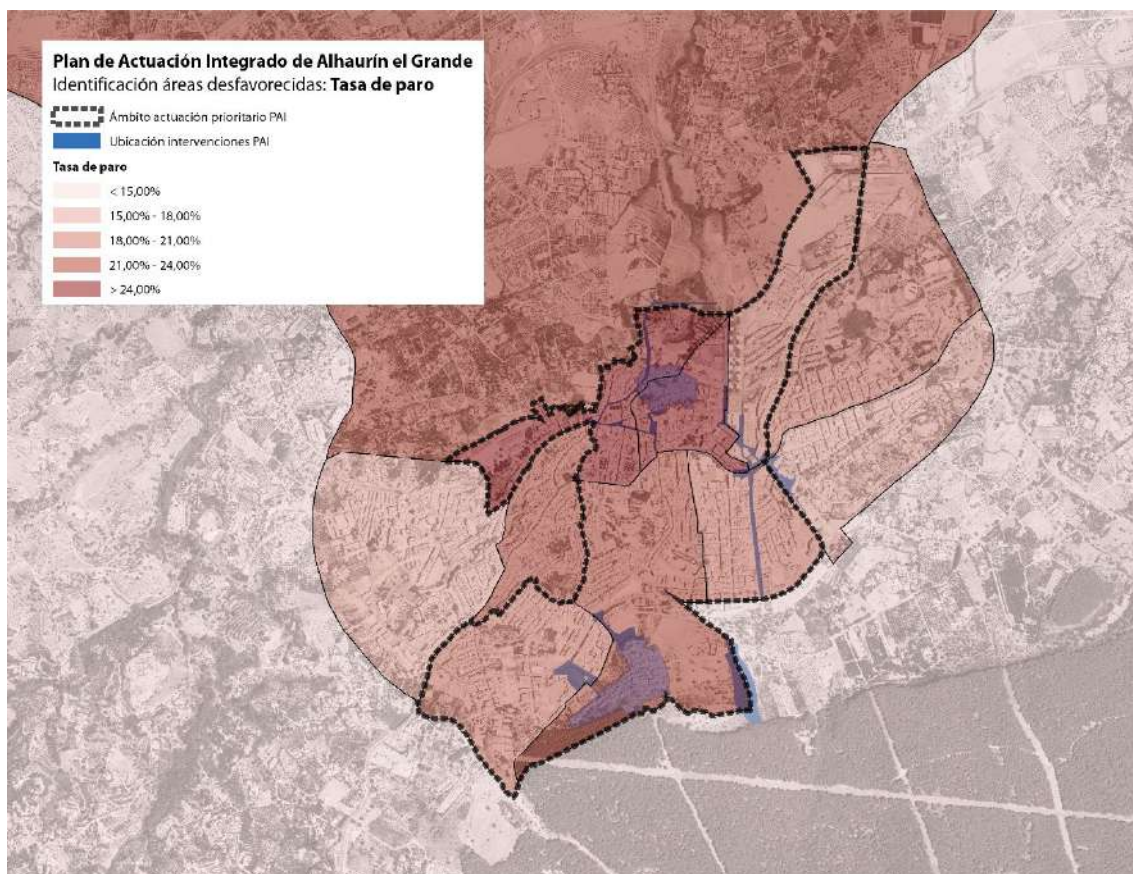 Plan de Actuación Integrado de Alhaurín el Grande
Identificación áreas desfavorecidas: Tasa de paro
Ámbito actuación prioritario PAI
Ubicación intervenciones PAI
Tasa de paro
< 15,00%
15,00% - 18,00%
18,00% - 21,00%
21,00% - 24,00%
> 24,00%